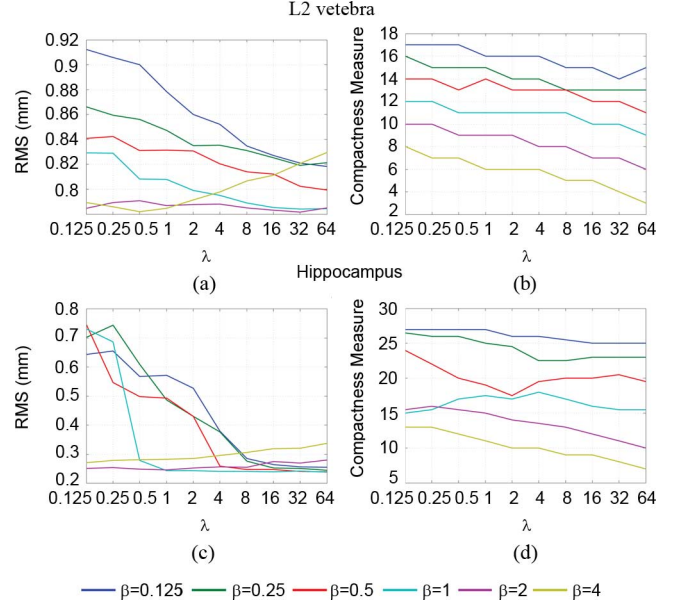 L2 vetebra
0.92
0.9
0.88
0.86
0.84
0.82
0.8
RMS (mm)
0.125 0.25 0.5 1 2 4 8 16 32 64
λ
(a)
18
16
14
12
10
8
6
4
2
Compactness Measure
0.125 0.25 0.5 1 2 4 8 16 32 64
λ
(b)
Hippocampus
0.8
0.7
0.6
0.5
0.4
0.3
0.2
RMS (mm)
0.125 0.25 0.5 1 2 4 8 16 32 64
λ
(c)
30
25
20
15
10
5
Compactness Measure
0.125 0.25 0.5 1 2 4 8 16 32 64
λ
(d)
β=0.125 β=0.25 β=0.5 β=1 β=2 β=4